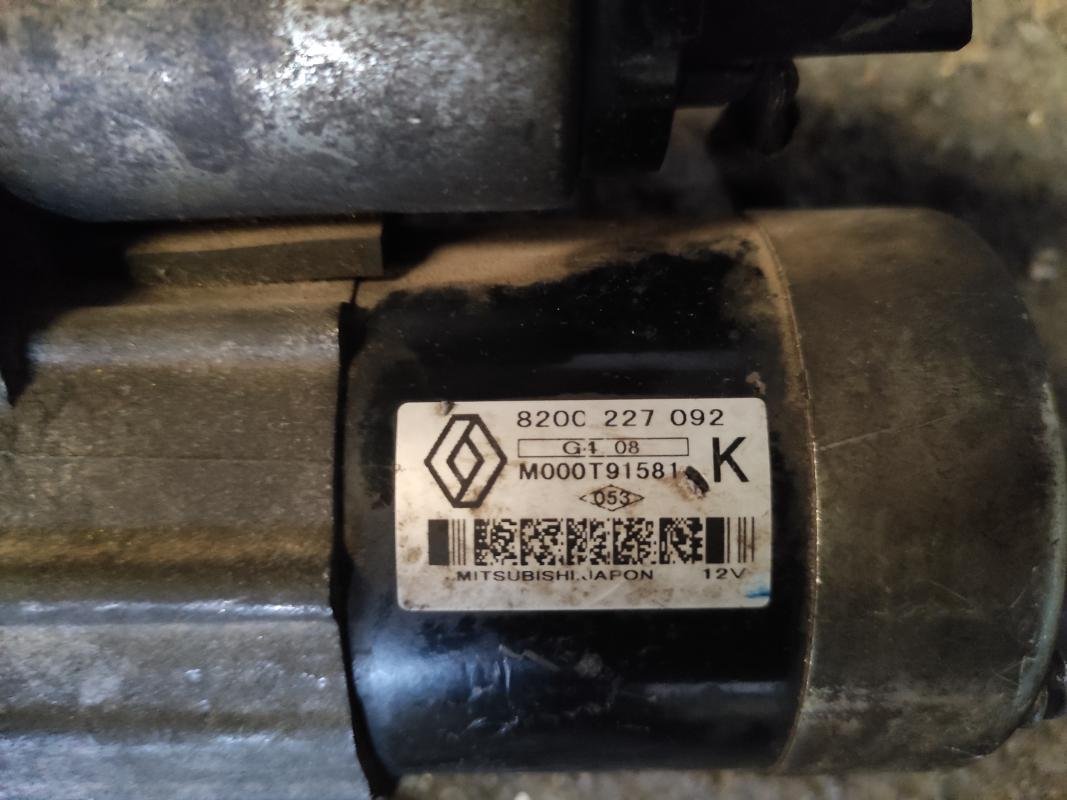 8200 227 092
G4 08
M000T91581
K
053
MITSUBISHI JAPON 12V